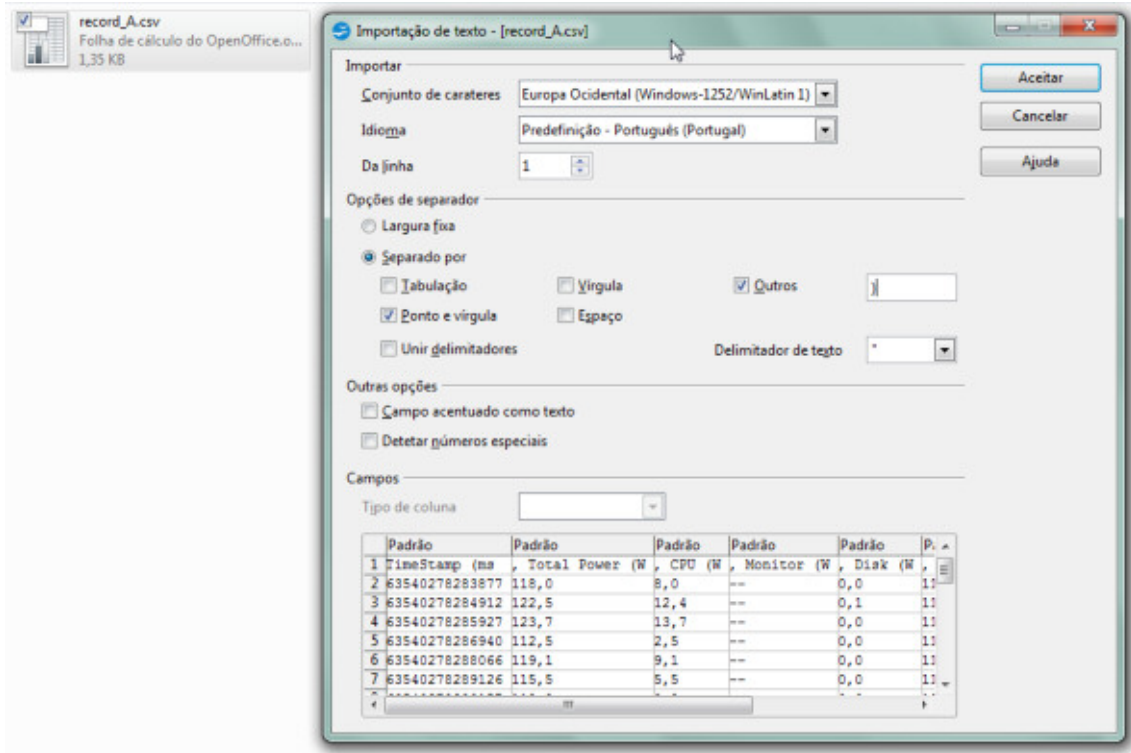 record_A.csv
Folha de cálculo do OpenOffice.o...
1,35 KB
Importação de texto - [record_A.csv]
Importar
Conjunto de carateres Europa Ocidental (Windows-1252/WinLatin 1)
Idioma Predefinição - Português (Portugal)
Da linha 1
Aceitar
Cancelar
Ajuda
Opções de separador
Largura fixa
Separado por
Tabulação Vírgula Outros )
Ponto e vírgula Espaço
Unir delimitadores Delimitador de texto "
Outras opções
Campo acentuado como texto
Detetar números especiais
Campos
Tipo de coluna
Padrão Padrão Padrão Padrão Padrão P.
1 TimeStamp (ms , Total Power (W , CPU (W , Monitor (W , Disk (W ,
2 63540278283877 118,0 8,0 -- 0,0 11
3 63540278284912 122,5 12,4 -- 0,1 11
4 63540278285927 123,7 13,7 -- 0,0 11
5 63540278286940 112,5 2,5 -- 0,0 11
6 63540278288066 119,1 9,1 -- 0,0 11
7 63540278289126 115,5 5,5 -- 0,0 11